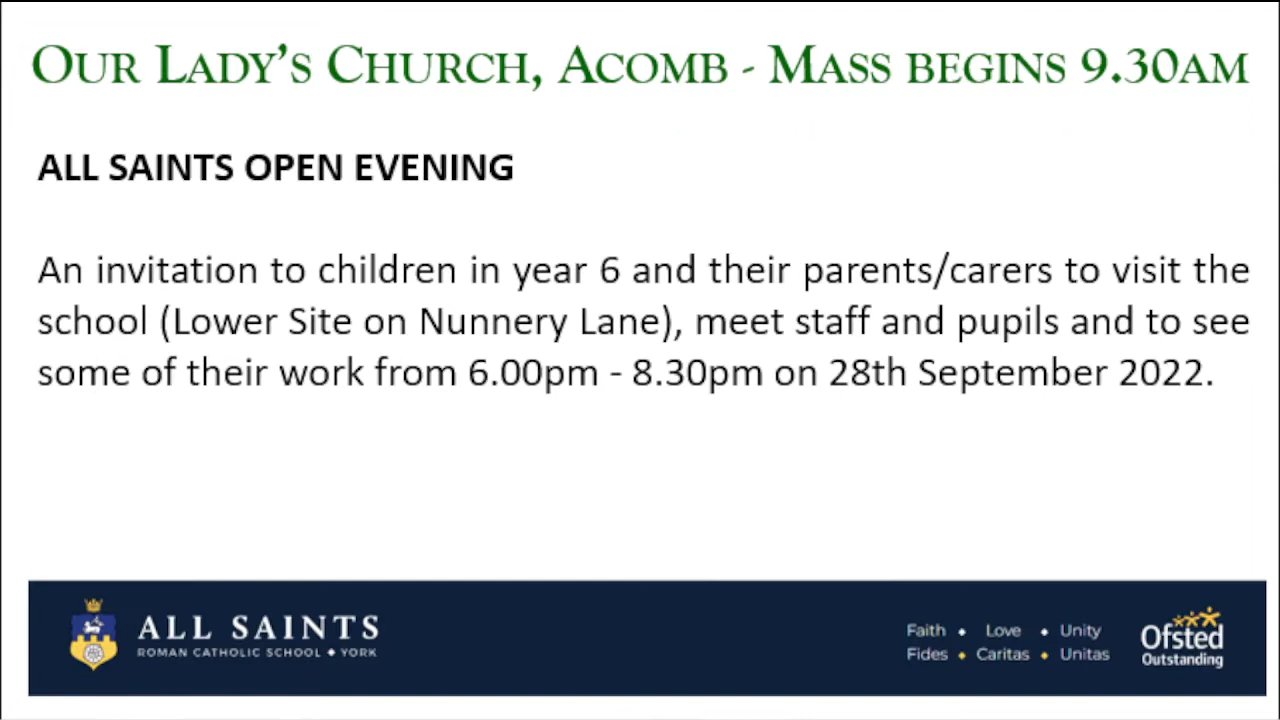 Our Lady's Church, Acomb - Mass begins 9.30am
ALL SAINTS OPEN EVENING
An invitation to children in year 6 and their parents/carers to visit the
school (Lower Site on Nunnery Lane), meet staff and pupils and to see
some of their work from 6.00pm - 8.30pm on 28th September 2022.
ALL SAINTS
ROMAN CATHOLIC SCHOOL ◆ YORK
Faith ◆ Love ◆ Unity
Fides ◆ Caritas ◆ Unitas
Ofsted
Outstanding